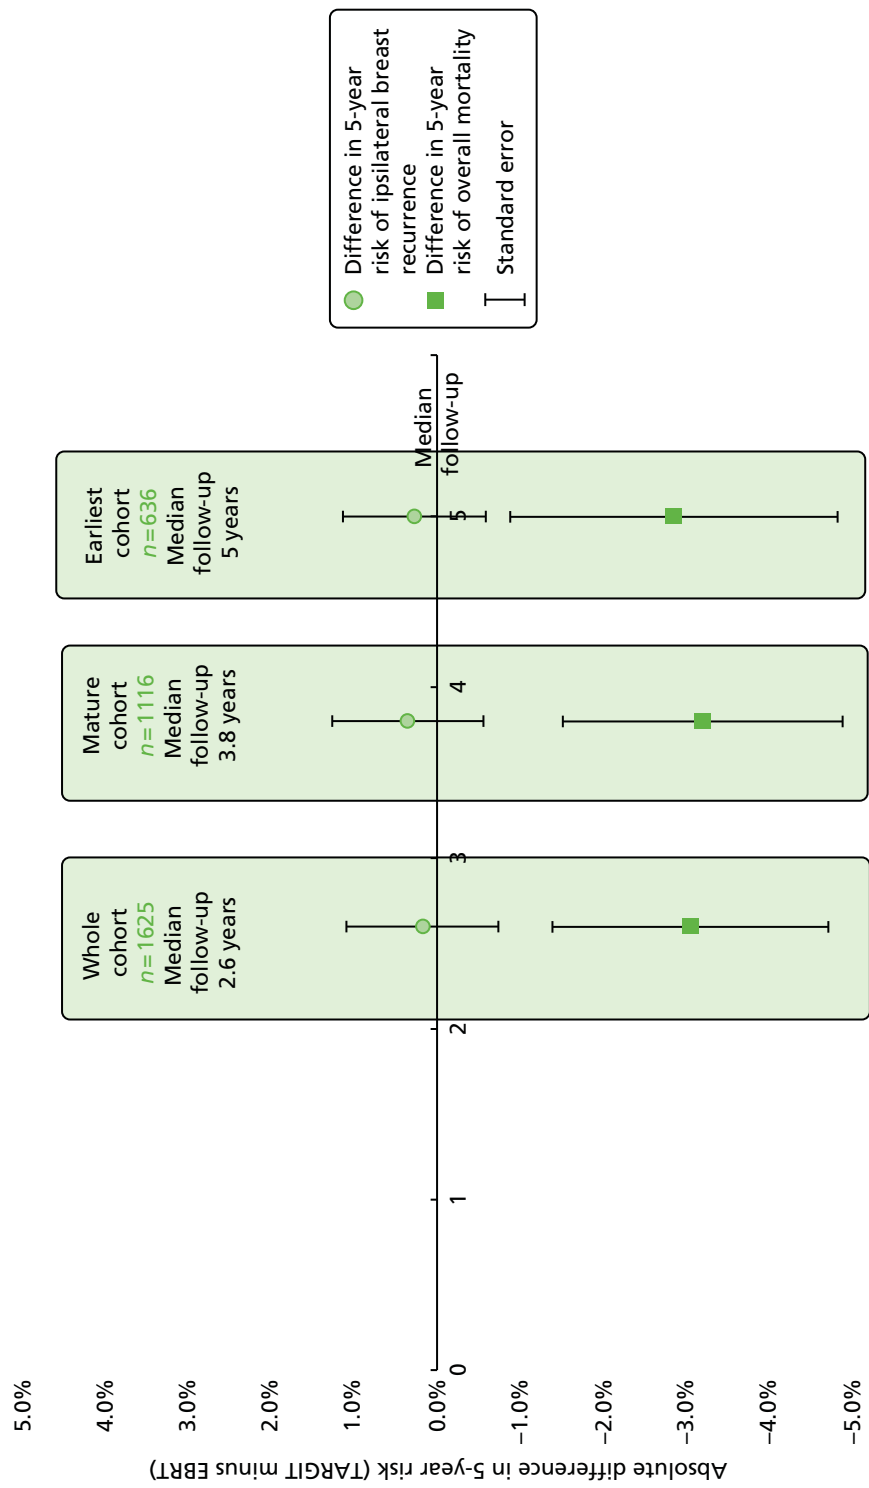 5.0%
4.0%
3.0%
2.0%
1.0%
0.0%
−1.0%
−2.0%
−3.0%
−4.0%
−5.0%
Absolute difference in 5-year risk (TARGIT minus EBRT)
0
1
2
3
4
5
Median
follow-up
Whole
cohort
n=1625
Median
follow-up
2.6 years
Mature
cohort
n=1116
Median
follow-up
3.8 years
Earliest
cohort
n=636
Median
follow-up
5 years
Difference in 5-year
risk of ipsilateral breast
recurrence
Difference in 5-year
risk of overall mortality
Standard error